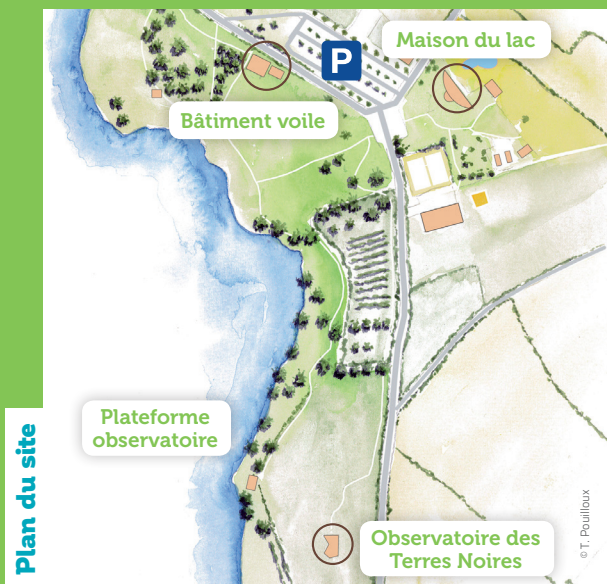 P
Maison du lac
Bâtiment voile
Plateforme
observatoire
Observatoire des
Terres Noires
Plan du site
© T. Pouilloux